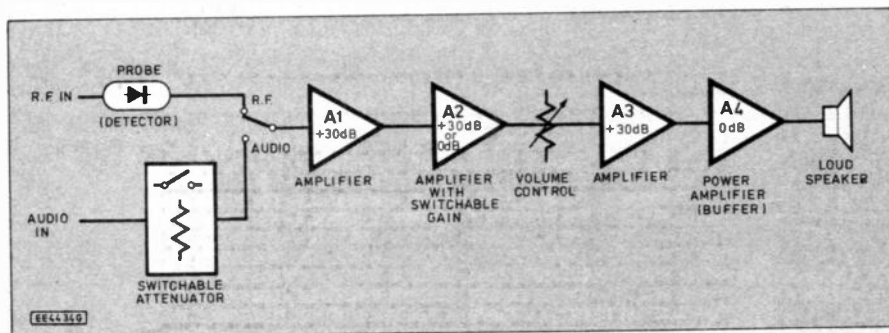 PROBE
R.F. IN
(DETECTOR)
R.F.
AUDIO
AUDIO
IN
SWITCHABLE
ATTENUATOR
A1
+30dB
AMPLIFIER
A2
+30dB
or
0dB
AMPLIFIER
WITH
SWITCHABLE
GAIN
VOLUME
CONTROL
A3
+30dB
AMPLIFIER
A4
0dB
POWER
AMPLIFIER
(BUFFER)
LOUD
SPEAKER
EE4434G